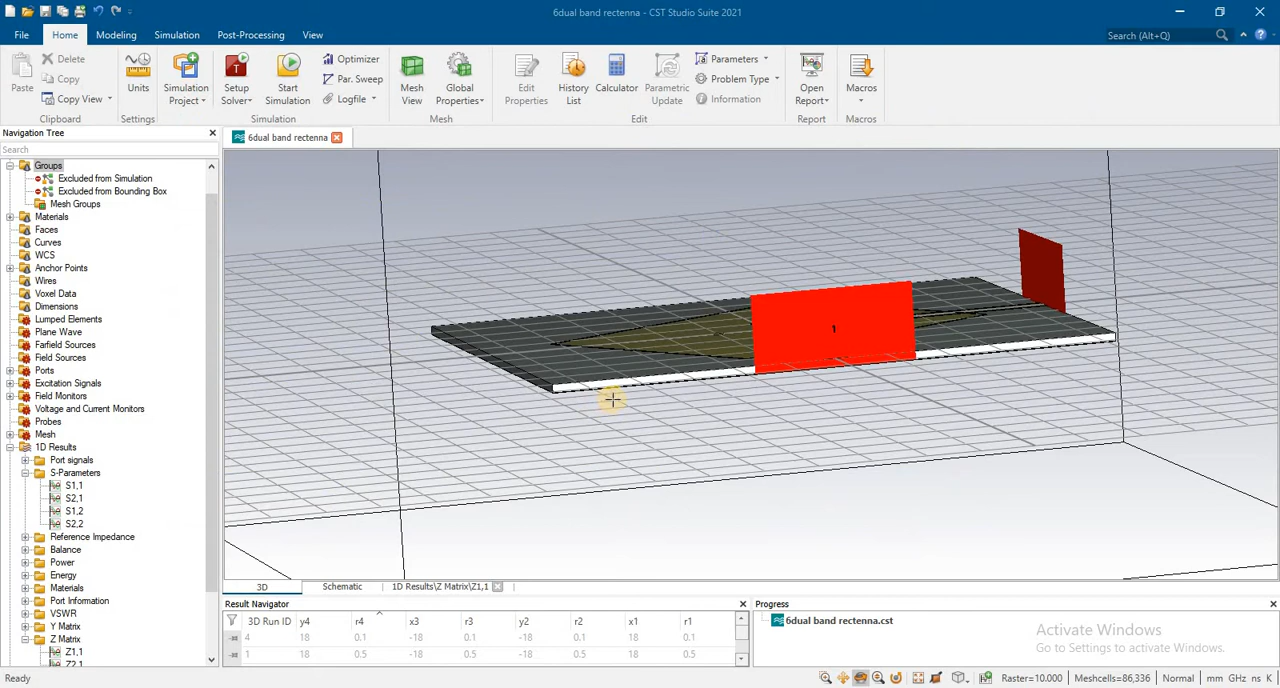 6dual band rectenna - CST Studio Suite 2021
File Home Modeling Simulation Post-Processing View Search (Alt+Q)
Paste
Delete
Copy
Copy View
Clipboard
Units
Settings
Simulation Project
Setup Solver
Start Simulation
Optimizer
Par. Sweep
Logfile
Simulation
Mesh View
Global Properties
Mesh
Edit Properties
History List
Calculator
Parametric Update
Parameters
Problem Type
Information
Edit
Open Report
Report
Macros
Macros
Navigation Tree
Search
Groups
Excluded from Simulation
Excluded from Bounding Box
Mesh Groups
Materials
Faces
Curves
WCS
Anchor Points
Wires
Voxel Data
Dimensions
Lumped Elements
Plane Wave
Farfield Sources
Field Sources
Ports
Excitation Signals
Field Monitors
Voltage and Current Monitors
Probes
Mesh
1D Results
Port signals
S-Parameters
S1,1
S2,1
S1,2
S2,2
Reference Impedance
Balance
Power
Energy
Materials
Port Information
VSWR
Y Matrix
Z Matrix
Z1,1
Z2,1
6dual band rectenna
1
3D Schematic 1D Results\Z Matrix\Z1,1
Result Navigator
3D Run ID y4 r4 x3 r3 y2 r2 x1 r1
4 18 0.1 -18 0.1 -18 0.1 18 0.1
1 18 0.5 -18 0.5 -18 0.5 18 0.5
Progress
6dual band rectenna.cst
Activate Windows
Go to Settings to activate Windows.
Ready
Raster=10.000 Meshcells=86,336 Normal mm GHz ns K